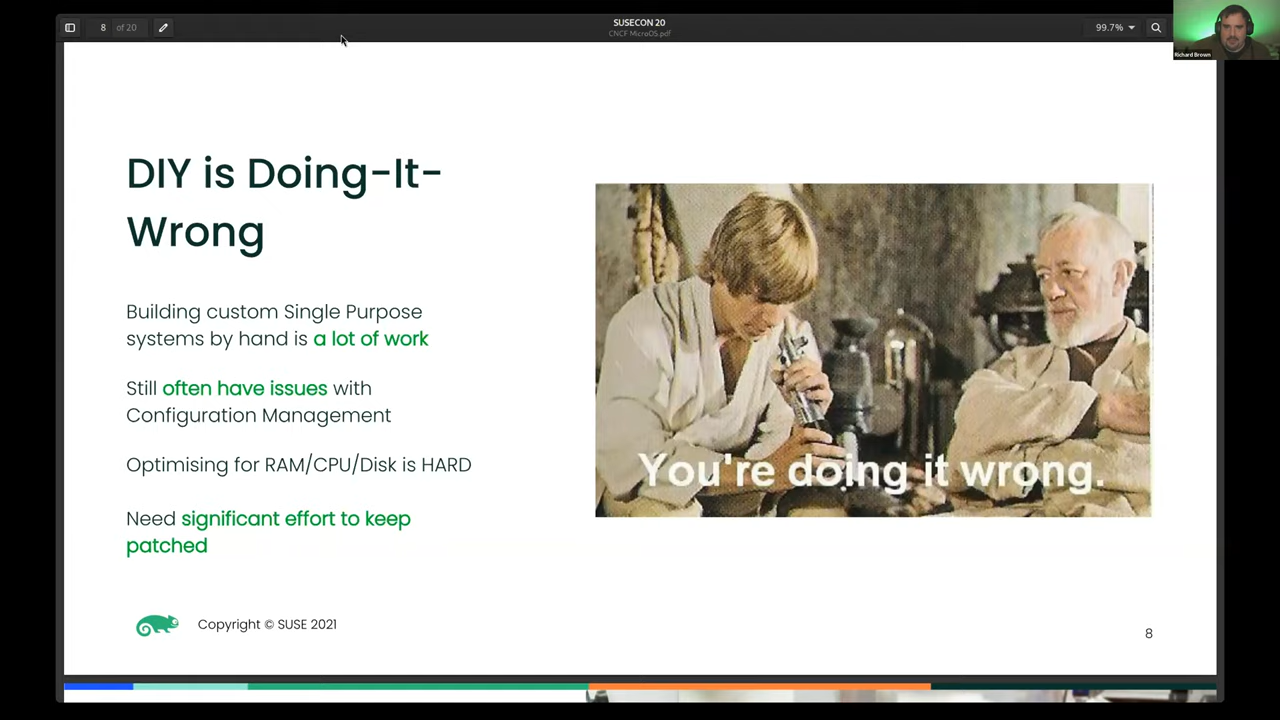 8 of 20
SUSECON 20
CNCF MicroOS.pdf
99.7%
Richard Brown
DIY is Doing-It-
Wrong
Building custom Single Purpose
systems by hand is a lot of work
Still often have issues with
Configuration Management
Optimising for RAM/CPU/Disk is HARD
Need significant effort to keep
patched
You're doing it wrong.
Copyright © SUSE 2021
8